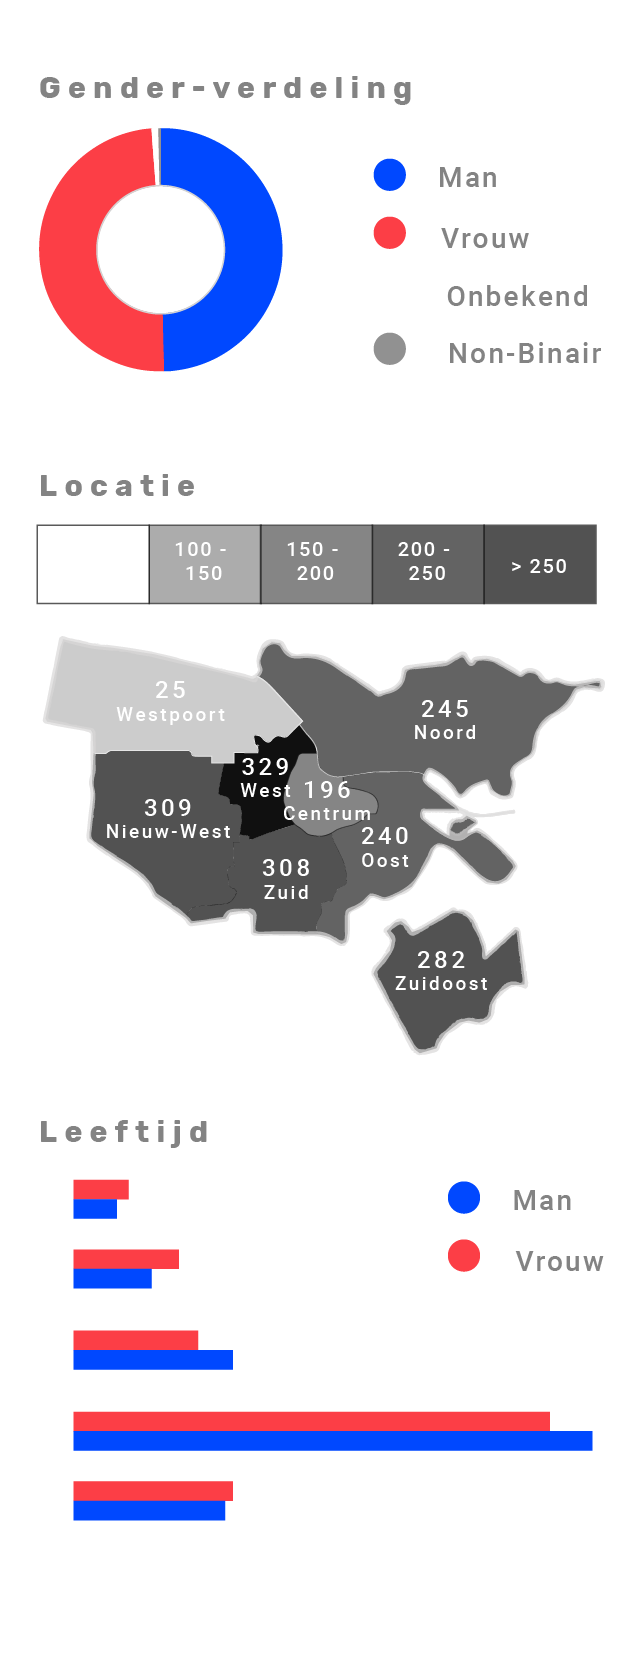 Gender-verdeling
Man
Vrouw
Onbekend
Non-Binair
Locatie
100 -
150
150 -
200
200 -
250
> 250
25
Westpoort
245
Noord
329
West
196
Centrum
309
Nieuw-West
240
Oost
308
Zuid
282
Zuidoost
Leeftijd
Man
Vrouw